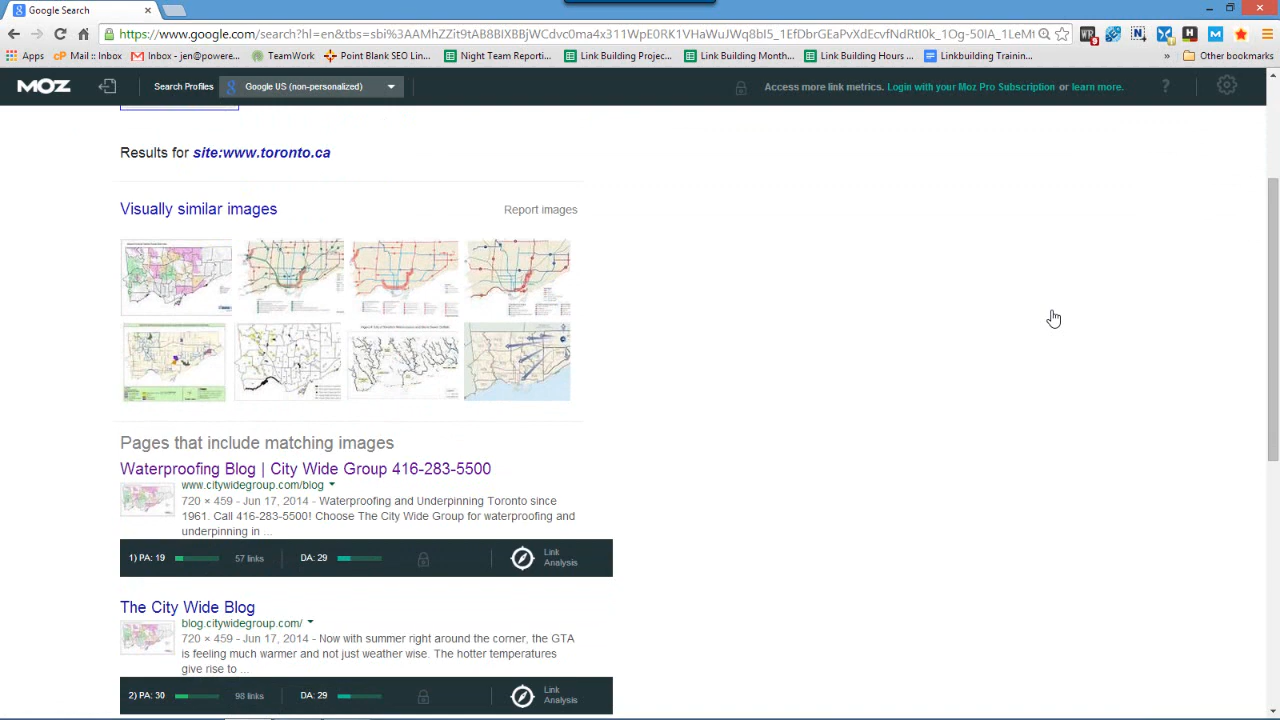 Google Search
https://www.google.com/search?hl=en&tbs=sbi%3AAMhZZit9tAB8BiXBBjWCdv
Apps
Mail :: Inbox
Inbox - jen@powere...
TeamWork
Point Blank SEO Lin...
Night Team Reporti...
Link Building Projec...
Link Building Month...
Link Building Hours ...
Linkbuilding Trainin...
»
Other bookmarks
MOZ
Search Profiles
Google US (non-personalized)
Access more link metrics. Login with your Moz Pro Subscription or learn more.
Results for site:www.toronto.ca
Visually similar images
Report images
Pages that include matching images
Waterproofing Blog | City Wide Group 416-283-5500
www.citywidegroup.com/blog
720 × 459 - Jun 17, 2014 - Waterproofing and Underpinning Toronto since
1961. Call 416-283-5500! Choose The City Wide Group for waterproofing and
underpinning in ...
1) PA: 19
57 links
DA: 29
Link
Analysis
The City Wide Blog
blog.citywidegroup.com/
720 × 459 - Jun 17, 2014 - Now with summer right around the corner, the GTA
is feeling much warmer and not just weather wise. The hotter temperatures
give rise to ...
2) PA: 30
98 links
DA: 29
Link
Analysis